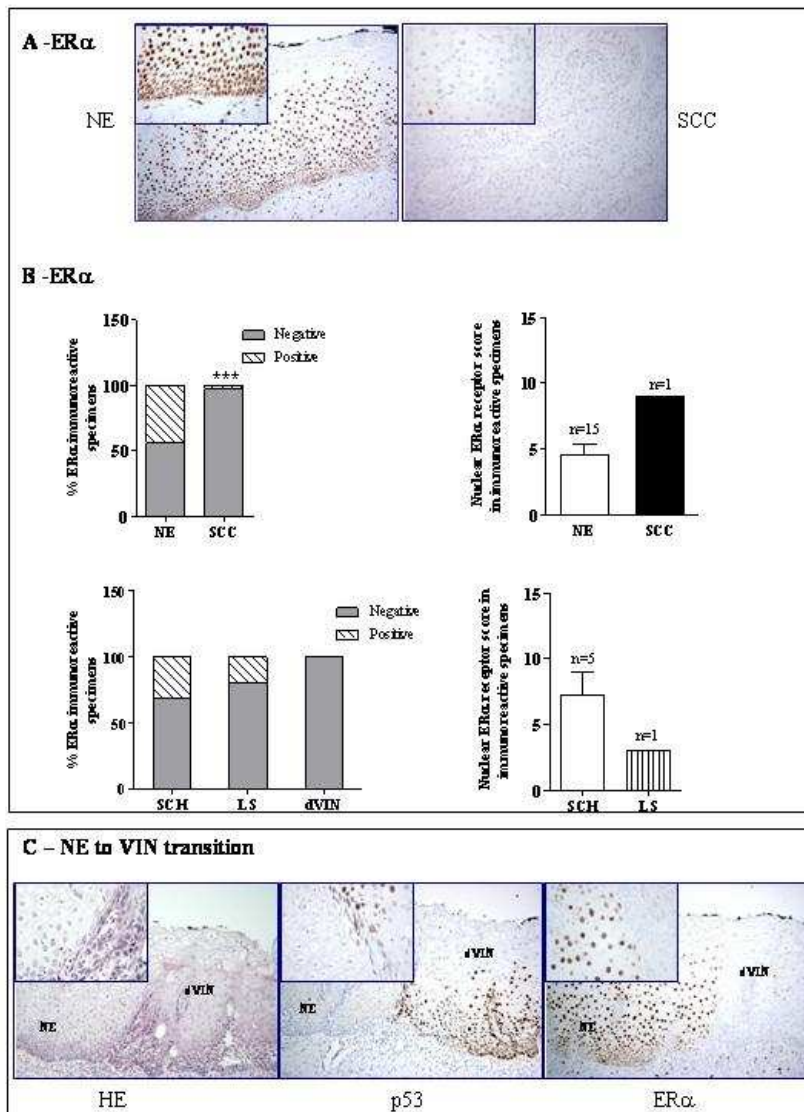 A -ERα
NE
SCC
B -ERα
150
100
50
0
% ERα immunoreactive
specimens
***
NE
SCC
Negative
Positive
15
10
5
0
Nuclear ERα receptor score
in immunoreactive specimens
n=15
n=1
NE
SCC
150
100
50
0
% ERα immunoreactive
specimens
SCH
LS
dVIN
Negative
Positive
15
10
5
0
Nuclear ERα receptor score in
immunoreactive specimens
n=5
n=1
SCH
LS
C – NE to VIN transition
NE
dVIN
NE
dVIN
NE
dVIN
HE
p53
ERα